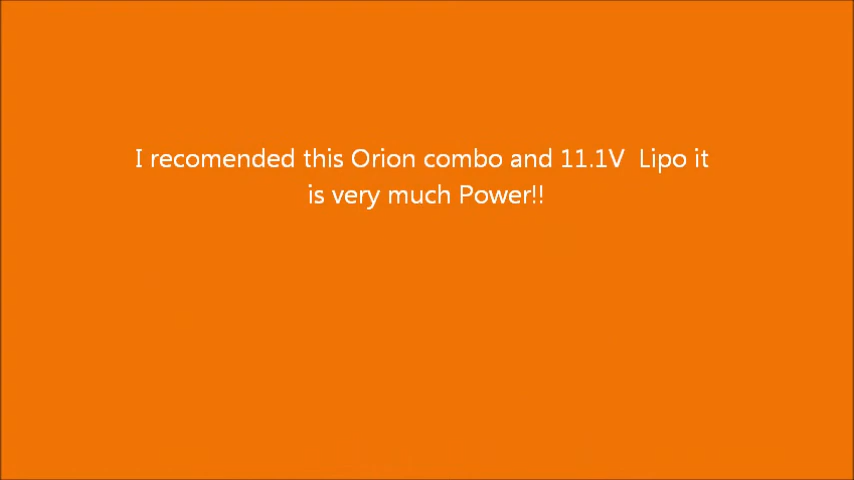 I recomended this Orion combo and 11.1V  Lipo it
is very much Power!!